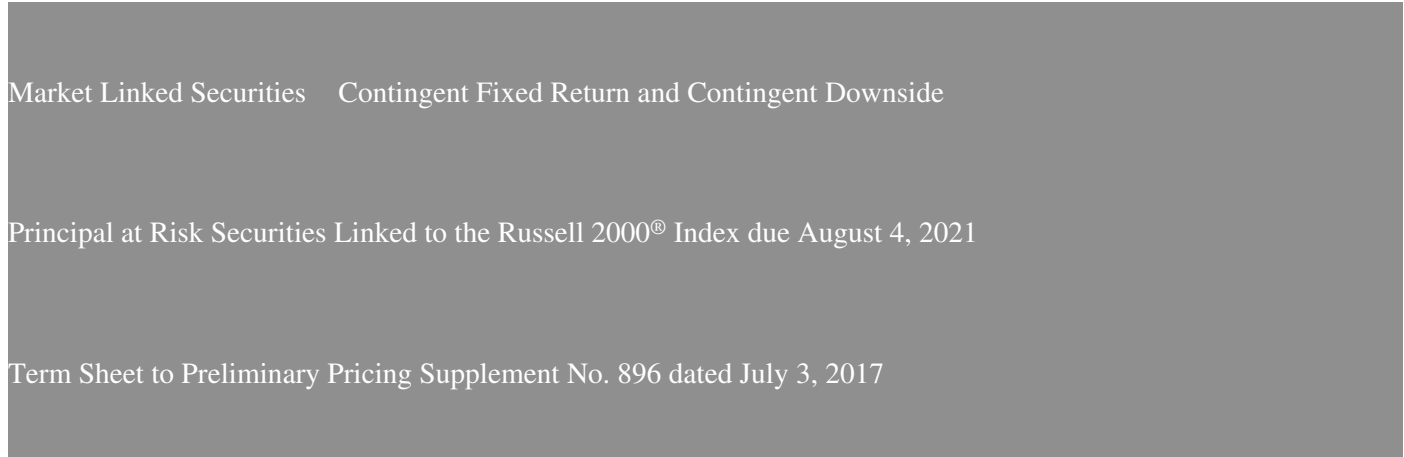 Market Linked Securities  Contingent Fixed Return and Contingent Downside
Principal at Risk Securities Linked to the Russell 2000® Index due August 4, 2021
Term Sheet to Preliminary Pricing Supplement No. 896 dated July 3, 2017